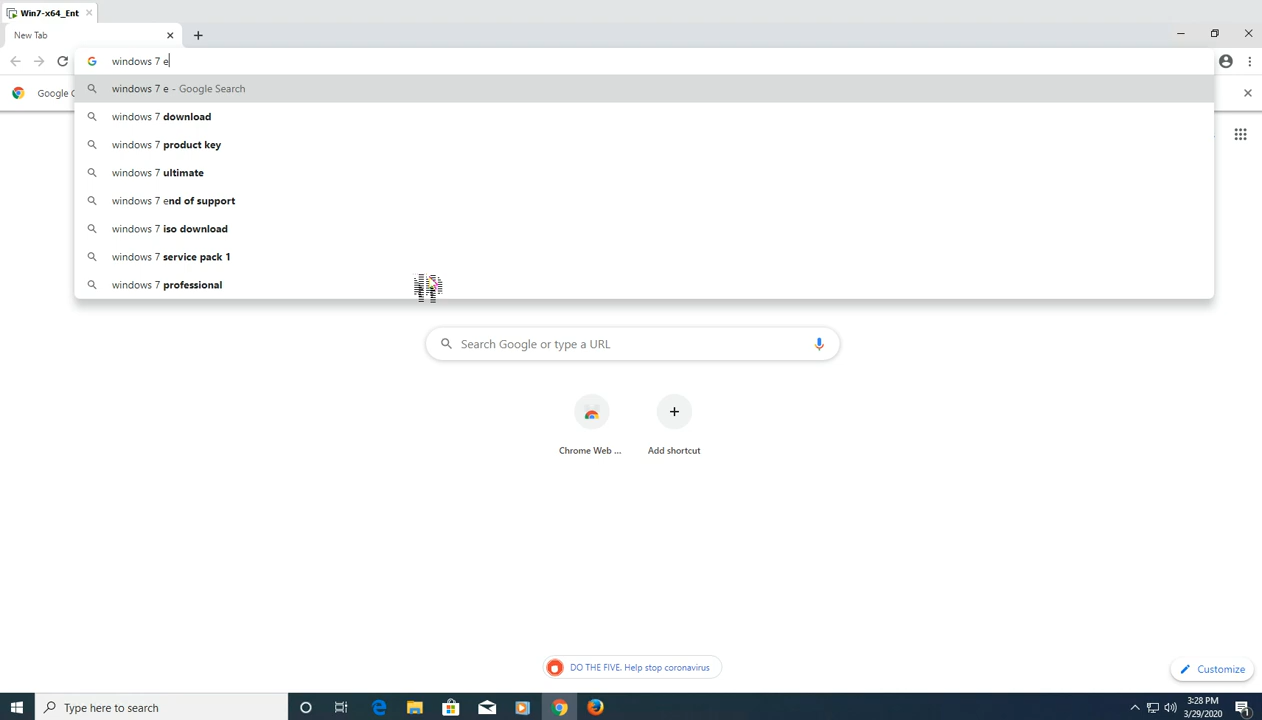 Win7-x64_Ent
New Tab
windows 7 e
Google C
windows 7 e - Google Search
windows 7 download
windows 7 product key
windows 7 ultimate
windows 7 end of support
windows 7 iso download
windows 7 service pack 1
windows 7 professional
Search Google or type a URL
Chrome Web ... Add shortcut
DO THE FIVE. Help stop coronavirus
Customize
Type here to search
3:28 PM
3/29/2020
1